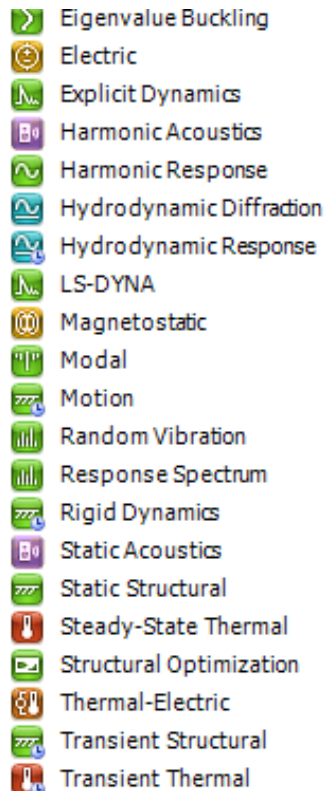 Eigenvalue Buckling
Electric
Explicit Dynamics
Harmonic Acoustics
Harmonic Response
Hydrodynamic Diffraction
Hydrodynamic Response
LS-DYNA
Magnetostatic
Modal
Motion
Random Vibration
Response Spectrum
Rigid Dynamics
Static Acoustics
Static Structural
Steady-State Thermal
Structural Optimization
Thermal-Electric
Transient Structural
Transient Thermal